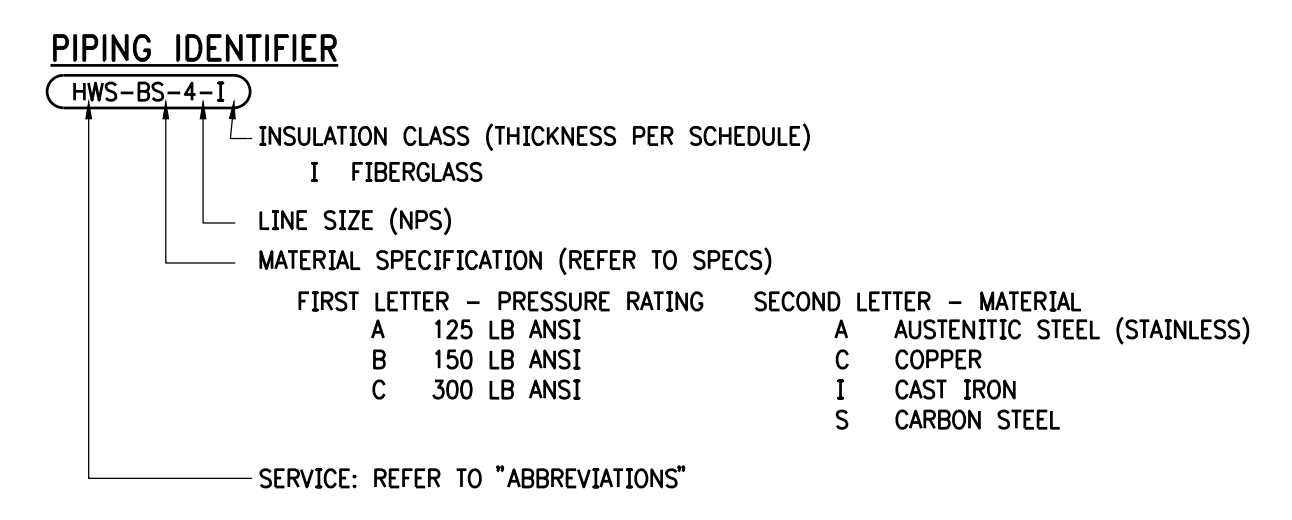 PIPING IDENTIFIER
HWS-BS-4-I
INSULATION CLASS (THICKNESS PER SCHEDULE)
I FIBERGLASS
LINE SIZE (NPS)
MATERIAL SPECIFICATION (REFER TO SPECS)
FIRST LETTER – PRESSURE RATING SECOND LETTER – MATERIAL
A 125 LB ANSI A AUSTENITIC STEEL (STAINLESS)
B 150 LB ANSI C COPPER
C 300 LB ANSI I CAST IRON
S CARBON STEEL
SERVICE: REFER TO "ABBREVIATIONS"